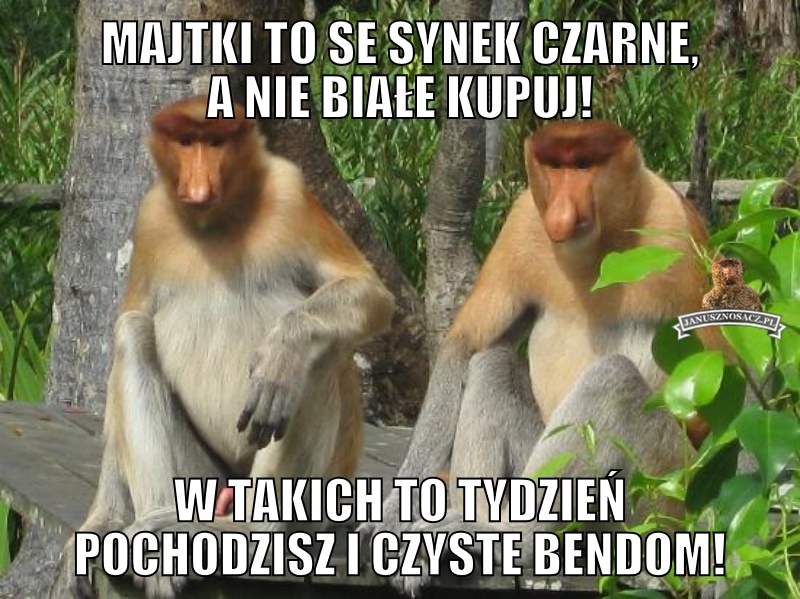 MAJTKI TO SE SYNEK CZARNE,
A NIE BIAŁE KUPUJ!
JANUSZNOSACZ.PL
W TAKICH TO TYDZIEŃ
POCHODZISZ I CZYSTE BENDOM!